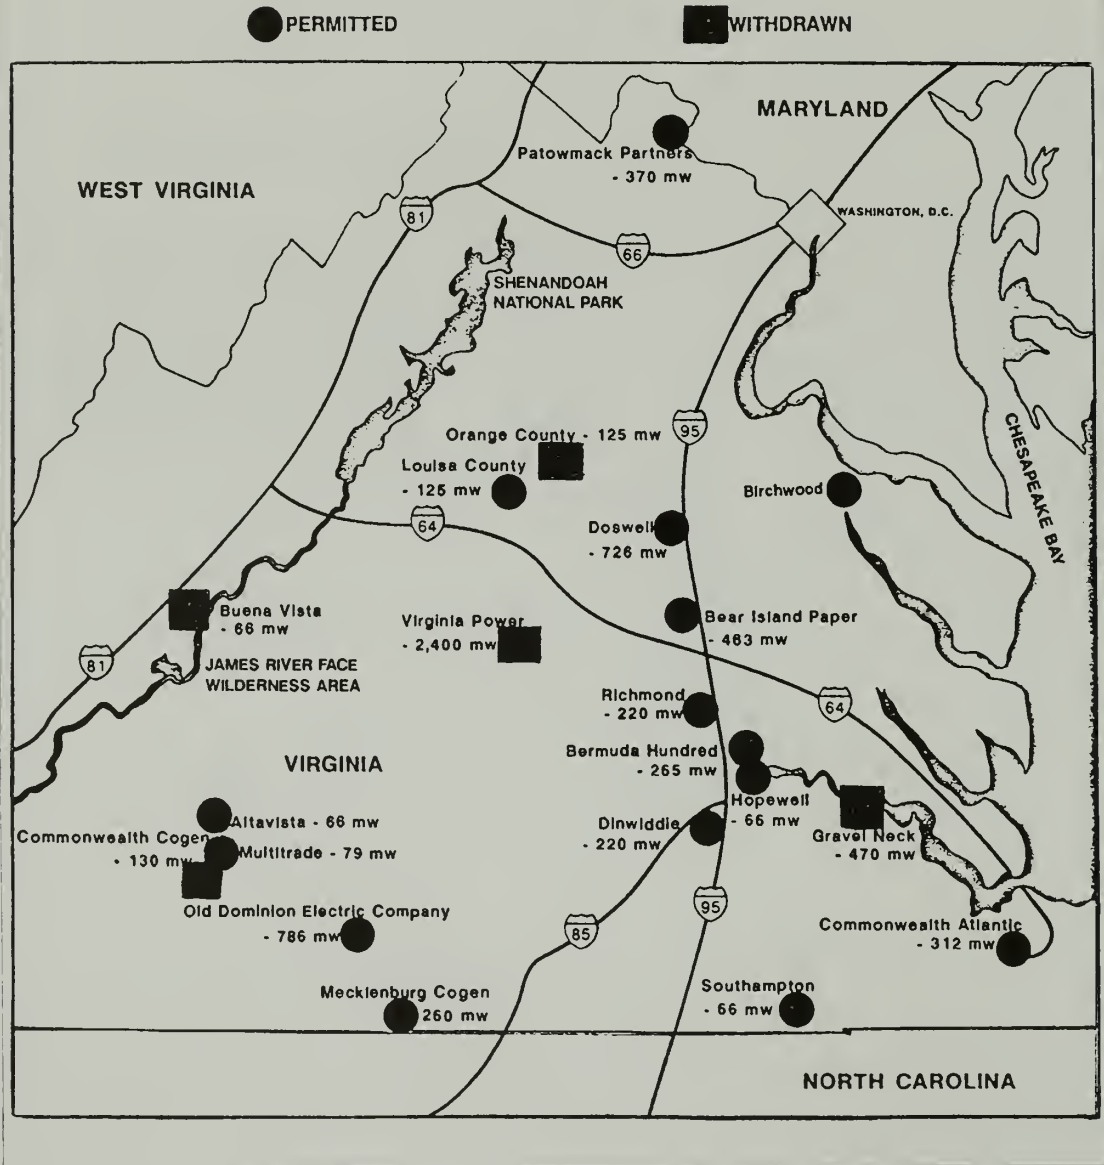 PERMITTED
WITHDRAWN
MARYLAND
Patowmack Partners
- 370 mw
WEST VIRGINIA
81
WASHINGTON, D.C.
66
SHENANDOAH
NATIONAL PARK
95
Orange County - 125 mw
Louisa County
- 125 mw
CHESAPEAKE BAY
Birchwood
64
Doswell
- 726 mw
Buena Vista
- 66 mw
Virginia Power
- 2,400 mw
Bear Island Paper
- 463 mw
81
JAMES RIVER FACE
WILDERNESS AREA
Richmond
- 220 mw
64
Bermuda Hundred
- 265 mw
VIRGINIA
Hopewell
- 66 mw
Altavista - 66 mw
Dinwiddie
- 220 mw
Gravel Neck
- 470 mw
Commonwealth Cogen
- 130 mw
Multitrade - 79 mw
95
Old Dominion Electric Company
- 786 mw
85
Commonwealth Atlantic
- 312 mw
Mecklenburg Cogen
260 mw
Southampton
- 66 mw
NORTH CAROLINA